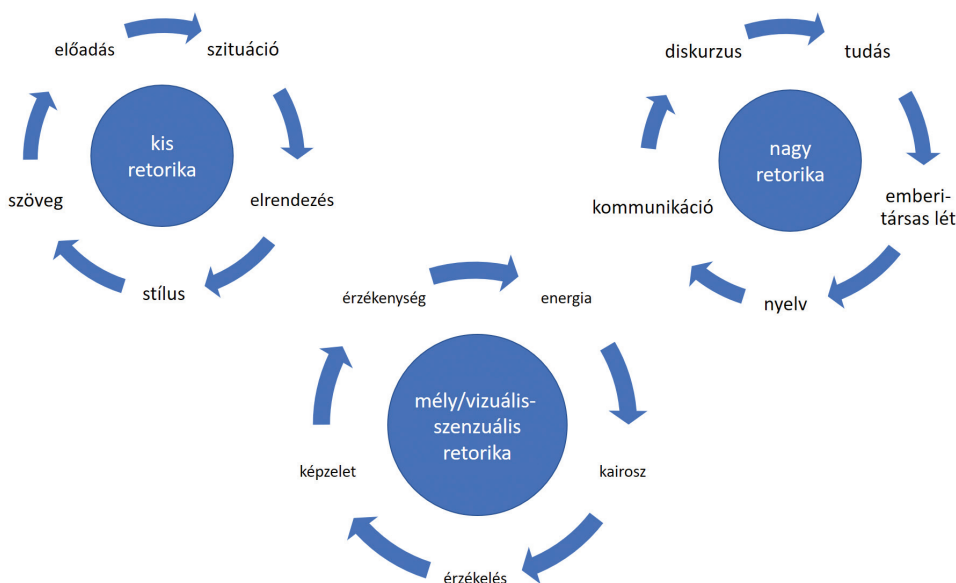 előadás
szituáció
kis
retorika
szöveg
elrendezés
stílus
diskurzus
tudás
nagy
retorika
kommunikáció
emberi-
társas lét
nyelv
érzékenység
energia
mély/vizuális-
szenzuális
retorika
képzelet
kairosz
érzékelés